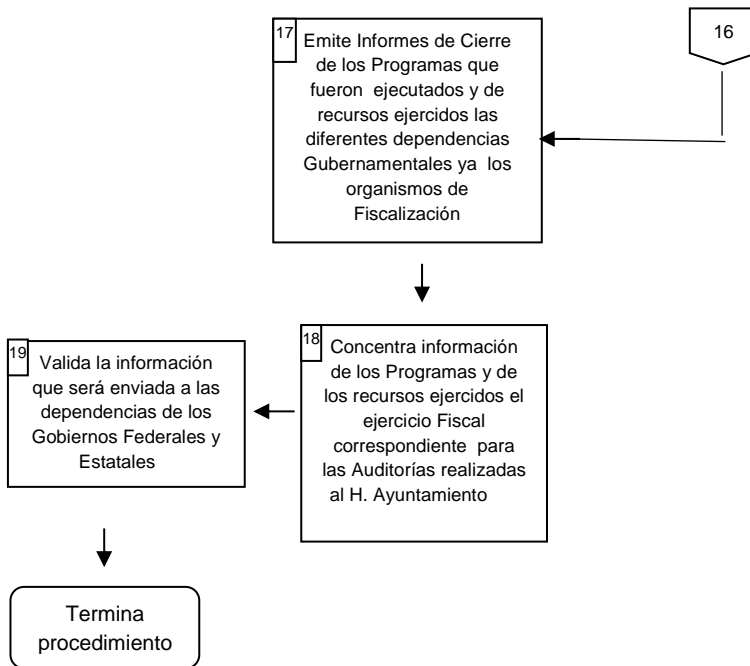 16
17
Emite Informes de Cierre
de los Programas que
fueron ejecutados y de
recursos ejercidos las
diferentes dependencias
Gubernamentales ya los
organismos de
Fiscalización
18
Concentra información
de los Programas y de
los recursos ejercidos el
ejercicio Fiscal
correspondiente para
las Auditorías realizadas
al H. Ayuntamiento
19
Valida la información
que será enviada a las
dependencias de los
Gobiernos Federales y
Estatales
Termina
procedimiento